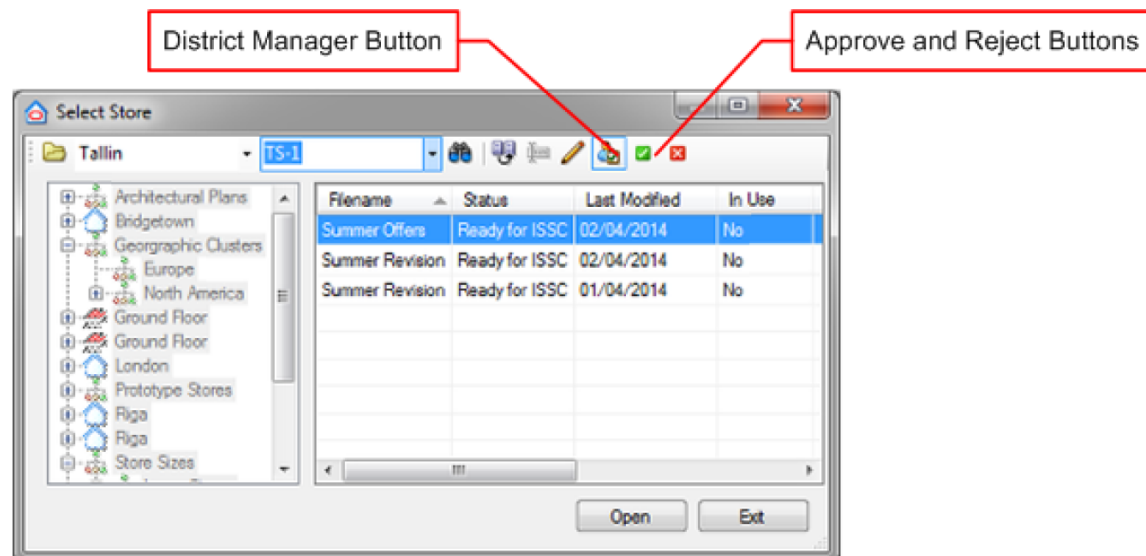 District Manager Button
Approve and Reject Buttons
Select Store
Tallin TS-1
Filename Status Last Modified In Use
Architectural Plans
Bridgetown
Georgraphic Clusters
Europe
North America
Ground Floor
Ground Floor
London
Prototype Stores
Riga
Riga
Store Sizes
Summer Offers Ready for ISSC 02/04/2014 No
Summer Revision Ready for ISSC 02/04/2014 No
Summer Revision Ready for ISSC 01/04/2014 No
Open Exit